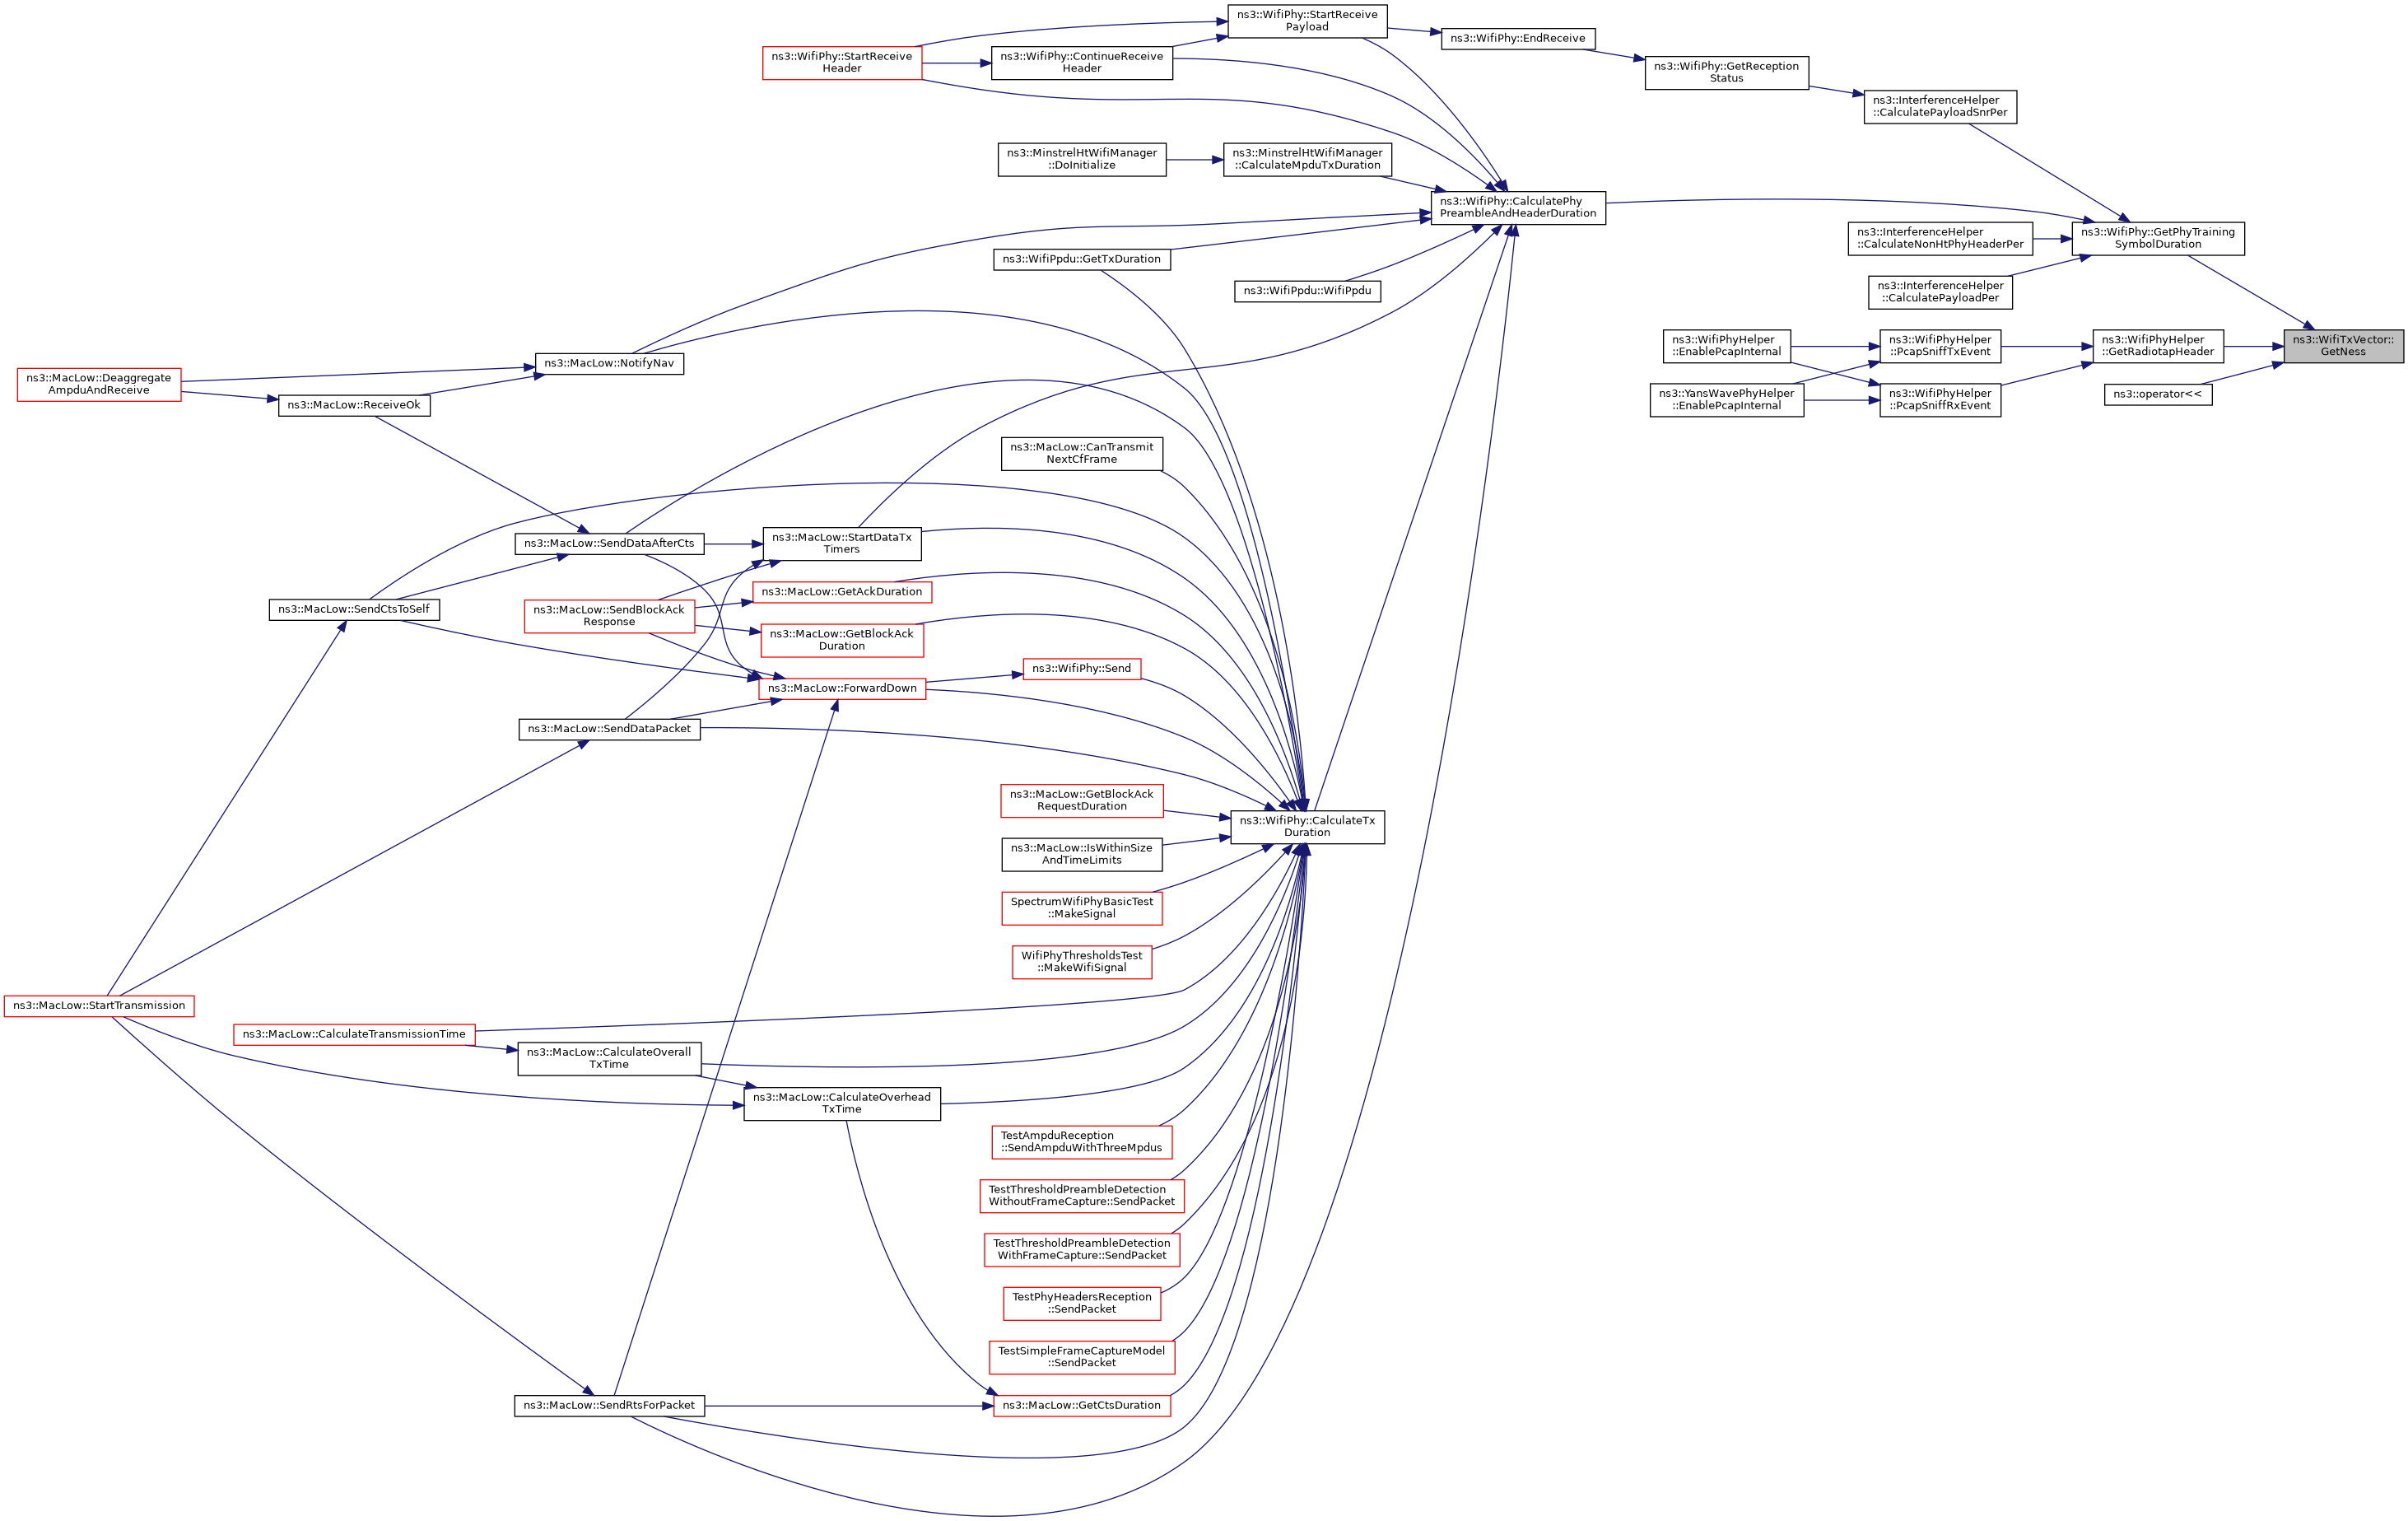 ns3::WifiPhy::StartReceive
Payload
ns3::WifiPhy::EndReceive
ns3::WifiPhy::StartReceive
Header
ns3::WifiPhy::ContinueReceive
Header
ns3::WifiPhy::GetReception
Status
ns3::InterferenceHelper
::CalculatePayloadSnrPer
ns3::MinstrelHtWifiManager
::DoInitialize
ns3::MinstrelHtWifiManager
::CalculateMpduTxDuration
ns3::WifiPhy::CalculatePhy
PreambleAndHeaderDuration
ns3::InterferenceHelper
::CalculateNonHtPhyHeaderPer
ns3::WifiPhy::GetPhyTraining
SymbolDuration
ns3::WifiPpdu::GetTxDuration
ns3::WifiPpdu::WifiPpdu
ns3::InterferenceHelper
::CalculatePayloadPer
ns3::WifiPhyHelper
::EnablePcapInternal
ns3::WifiPhyHelper
::PcapSniffTxEvent
ns3::WifiPhyHelper
::GetRadiotapHeader
ns3::WifiTxVector::
GetNess
ns3::MacLow::NotifyNav
ns3::MacLow::Deaggregate
AmpduAndReceive
ns3::MacLow::ReceiveOk
ns3::YansWavePhyHelper
::EnablePcapInternal
ns3::WifiPhyHelper
::PcapSniffRxEvent
ns3::operator<<
ns3::MacLow::CanTransmit
NextCfFrame
ns3::MacLow::SendDataAfterCts
ns3::MacLow::StartDataTx
Timers
ns3::MacLow::SendCtsToSelf
ns3::MacLow::SendBlockAck
Response
ns3::MacLow::GetAckDuration
ns3::MacLow::GetBlockAck
Duration
ns3::WifiPhy::Send
ns3::MacLow::ForwardDown
ns3::MacLow::SendDataPacket
ns3::MacLow::GetBlockAck
RequestDuration
ns3::WifiPhy::CalculateTx
Duration
ns3::MacLow::IsWithinSize
AndTimeLimits
SpectrumWifiPhyBasicTest
::MakeSignal
WifiPhyThresholdsTest
::MakeWifiSignal
ns3::MacLow::StartTransmission
ns3::MacLow::CalculateTransmissionTime
ns3::MacLow::CalculateOverall
TxTime
ns3::MacLow::CalculateOverhead
TxTime
TestAmpduReception
::SendAmpduWithThreeMpdus
TestThresholdPreambleDetection
WithoutFrameCapture::SendPacket
TestThresholdPreambleDetection
WithFrameCapture::SendPacket
TestPhyHeadersReception
::SendPacket
TestSimpleFrameCaptureModel
::SendPacket
ns3::MacLow::SendRtsForPacket
ns3::MacLow::GetCtsDuration